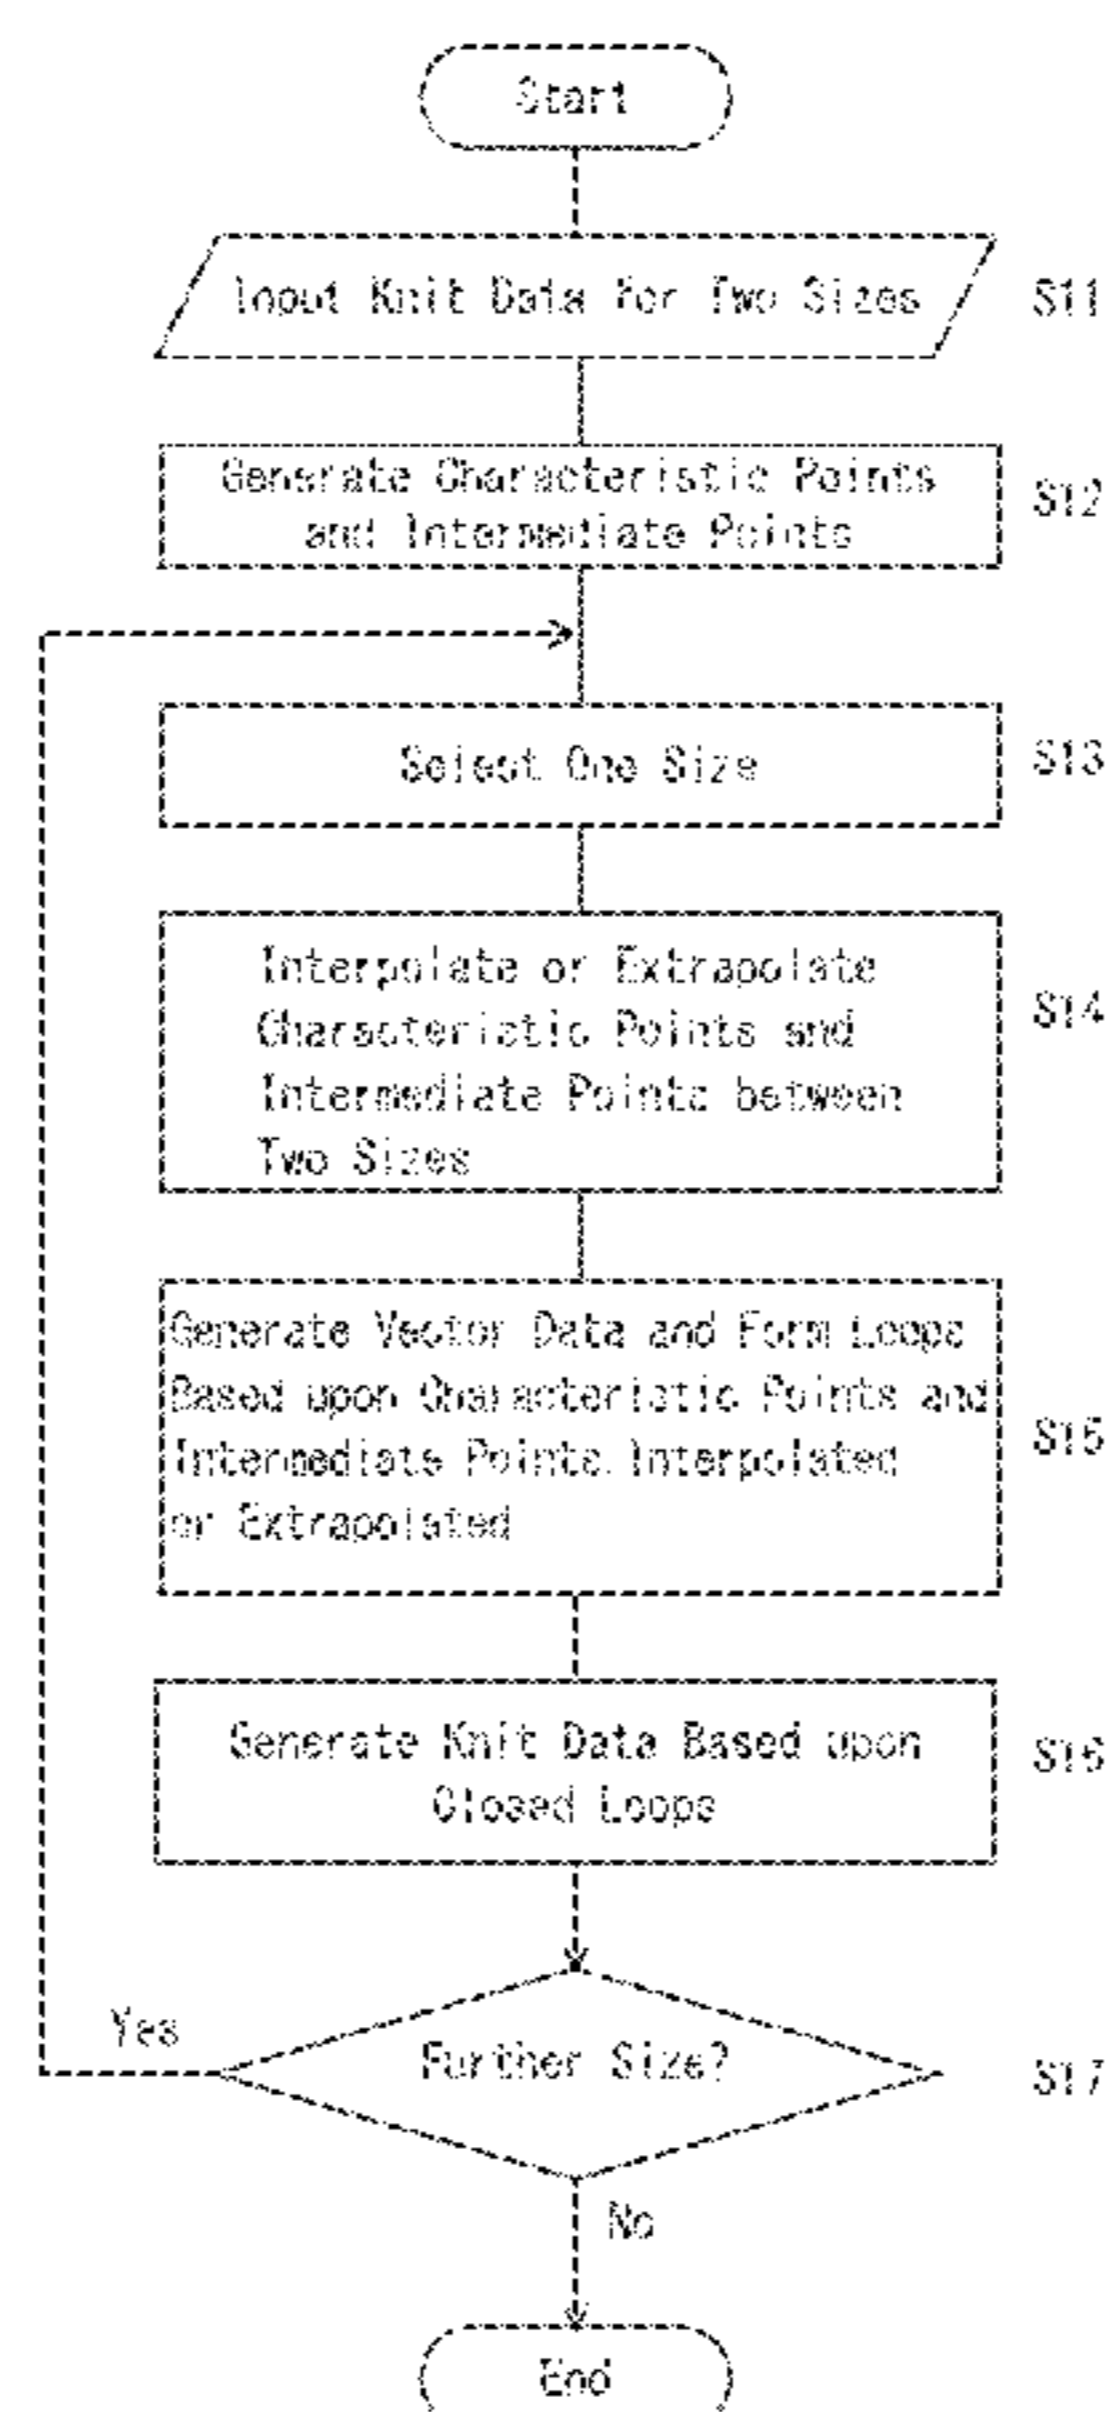 Start
Input Knit Data for Two Sizes
S11
Generate Characteristic Points
and Intermediate Points
S12
Select One Size
S13
Interpolate or Extrapolate
Characteristic Points and
Intermediate Points between
Two Sizes
S14
Generate Vector Data and Form Loops
Based upon Characteristic Points and
Intermediate Points Interpolated
or Extrapolated
S15
Generate Knit Data Based upon
Closed Loops
S16
Yes
Further Size?
S17
No
End